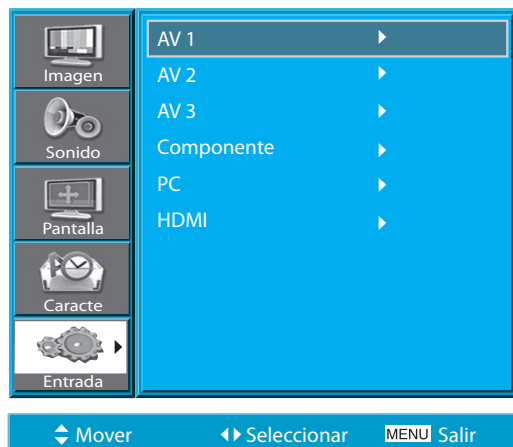 Imagen
Sonido
Pantalla
Caracte
Entrada
AV 1
AV 2
AV 3
Componente
PC
HDMI
Mover Seleccionar MENU Salir